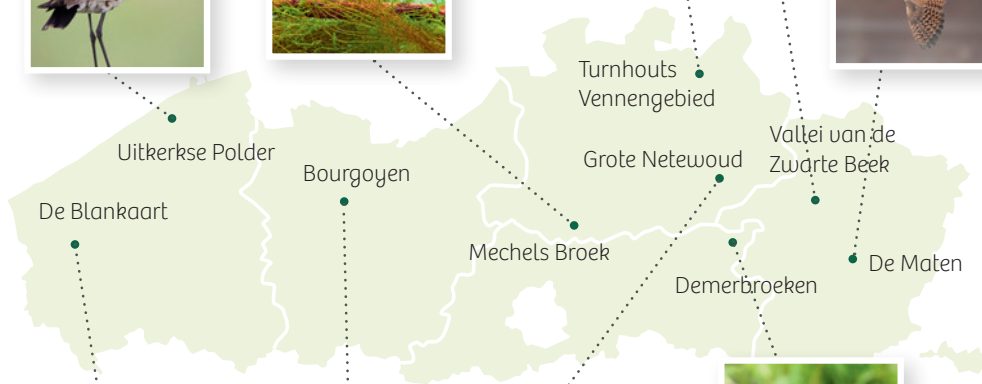 Turnhouts
Vennengebied
Vallei van de
Zwarte Beek
Uitkerkse Polder
Grote Netewoud
Bourgoyen
De Blankaart
Mechels Broek
De Maten
Demerbroeken